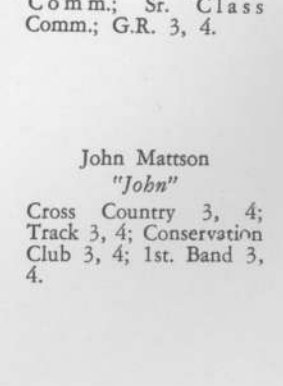 Comm.; Sr. Class
Comm.; G.R. 3, 4.
John Mattson
"John"
Cross Country 3, 4;
Track 3, 4; Conservation
Club 3, 4; 1st. Band 3,
4.